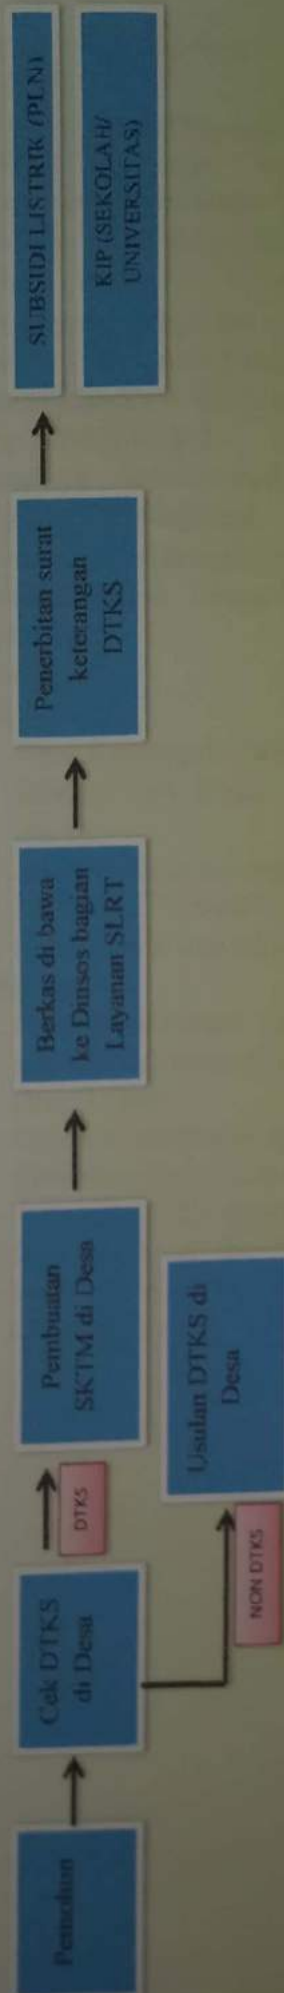 Pemohon
Cek DTKS
di Desa
DTKS
NON DTKS
Pembuatan
SKTM di Desa
Usulan DTKS di
Desa
Berkas di bawa
ke Dinsos bagian
Layanan SLRT
Penerbitan surat
keterangan
DTKS
SUBSIDI LISTRIK (PLN)
KIP (SEKOLAH/
UNIVERSITAS)